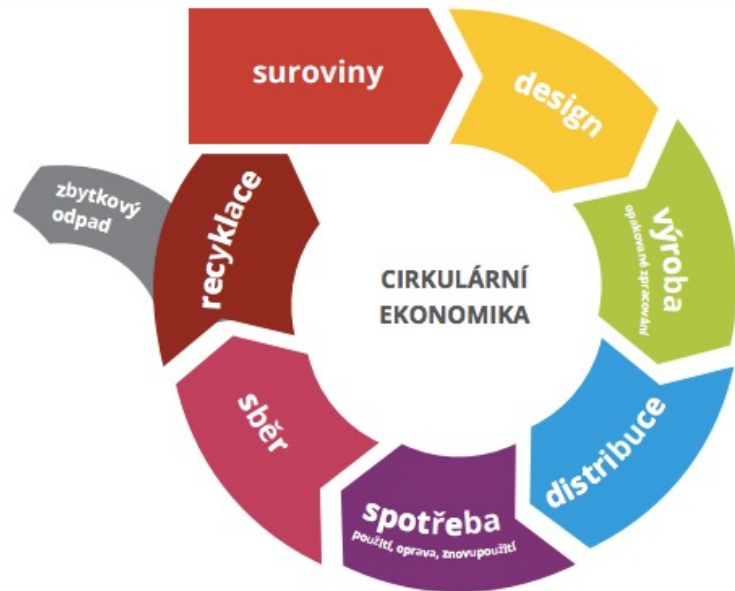 suroviny
design
výroba
opakované zpracování
distribuce
spotřeba
použití, oprava, znovupoužití
sběr
recyklace
zbytkový
odpad
CIRKULÁRNÍ
EKONOMIKA